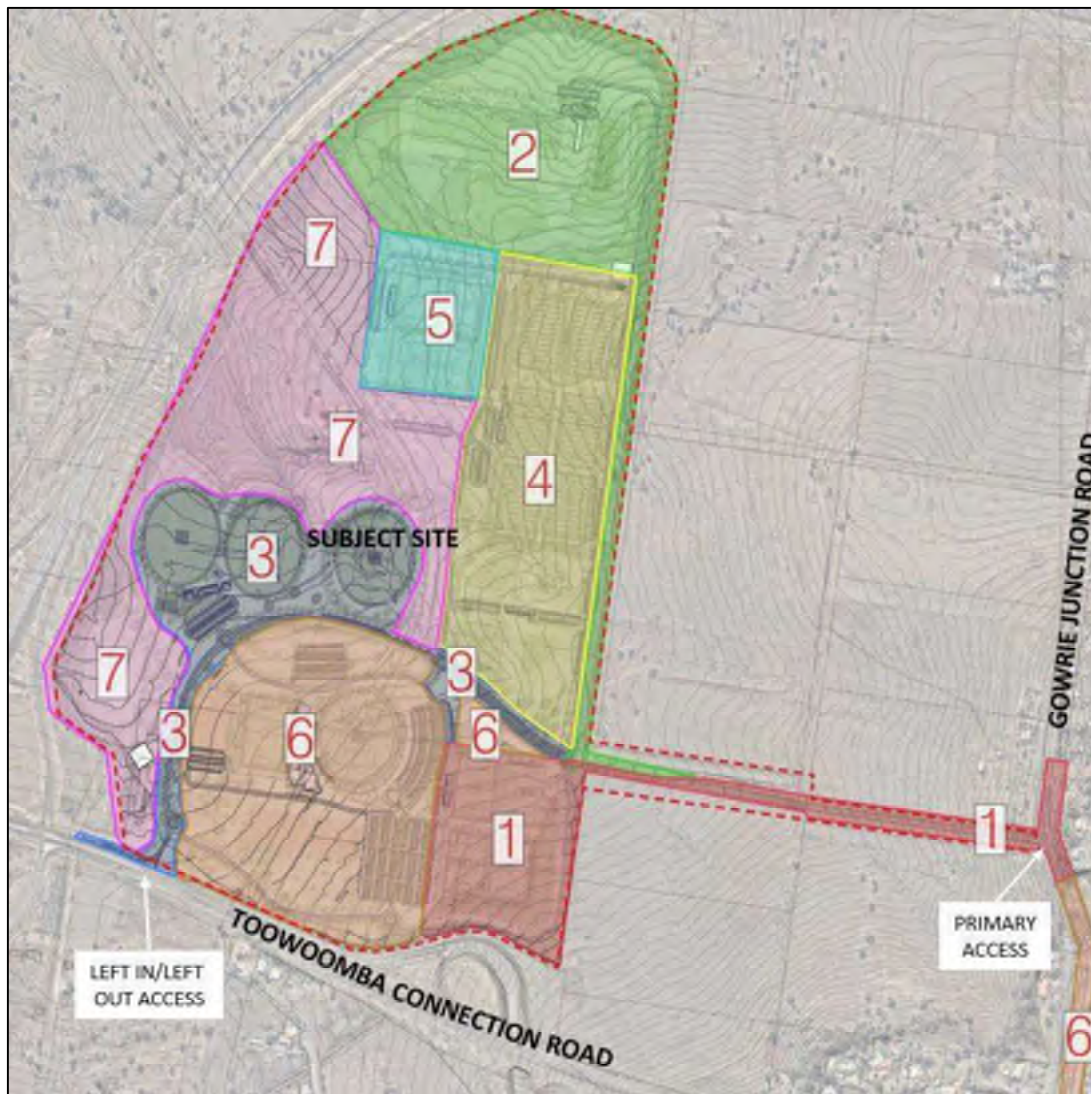 2
7
5
7
4
GOWRIE JUNCTION ROAD
SUBJECT SITE
3
7
3
3
6
6
1
1
PRIMARY
ACCESS
TOOWOOMBA CONNECTION ROAD
LEFT IN/LEFT
OUT ACCESS
6